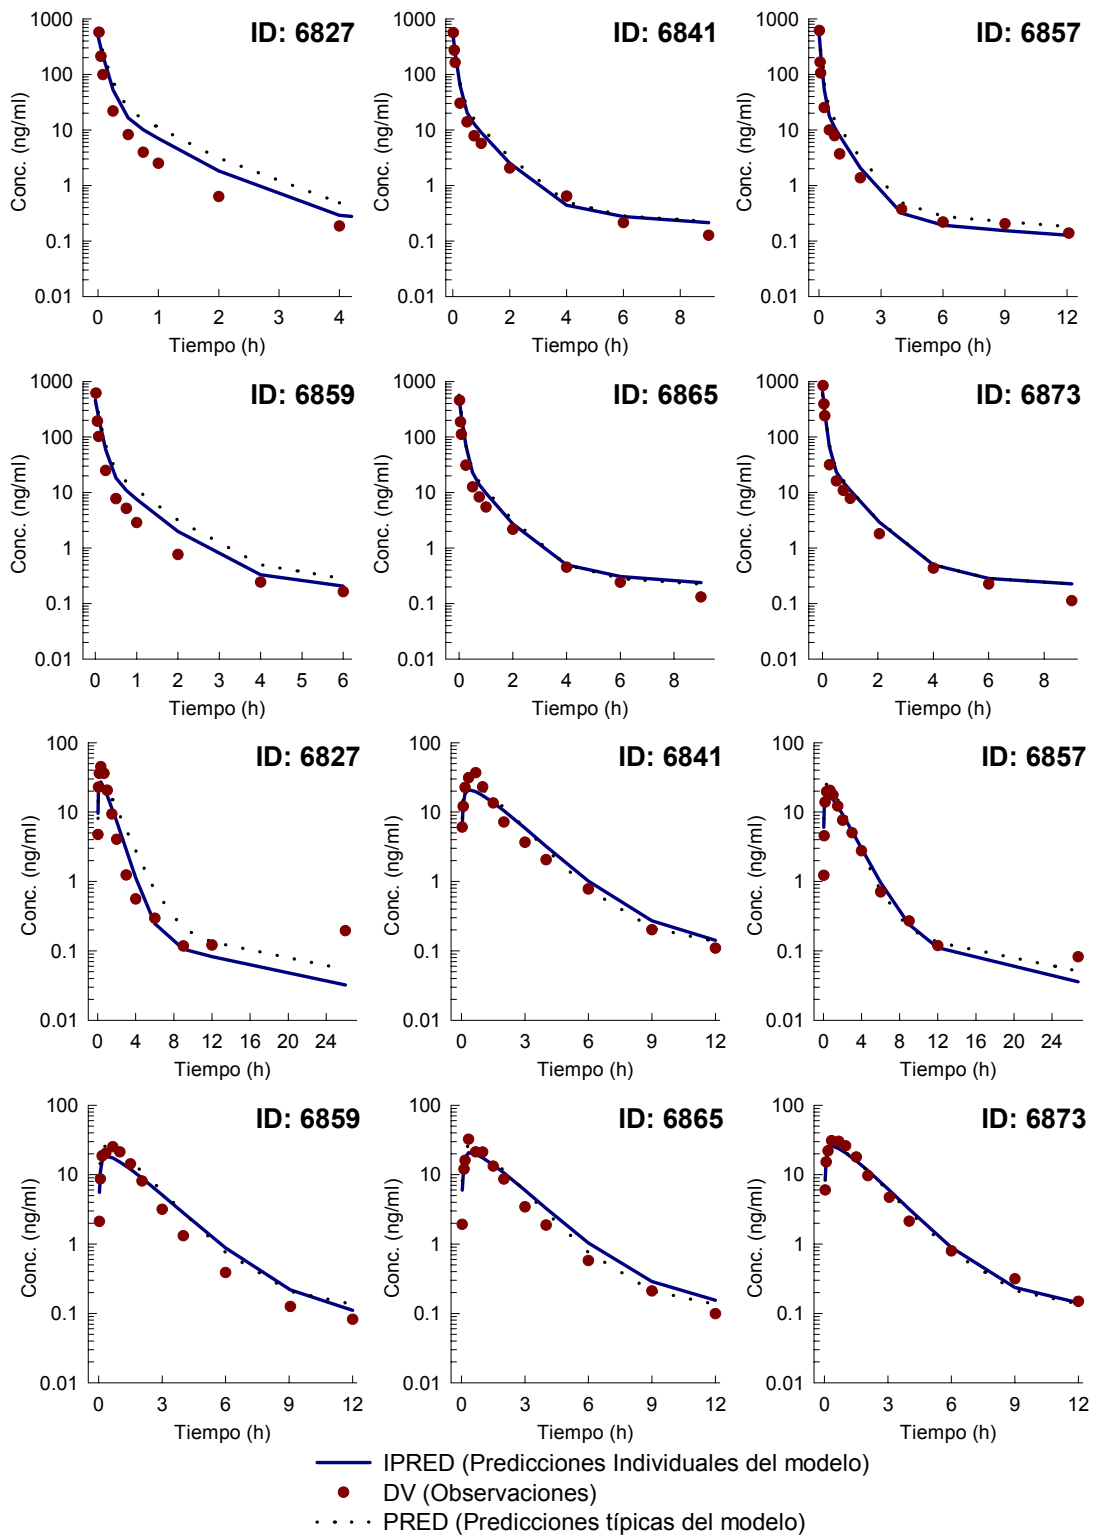 ID: 6827 ID: 6841 ID: 6857
1000 1000 1000
100 100 100
10 10 10
1 1 1
0.1 0.1 0.1
0.01 0.01 0.01
Conc. (ng/ml) Conc. (ng/ml) Conc. (ng/ml)
0 1 2 3 4 0 2 4 6 8 0 3 6 9 12
Tiempo (h) Tiempo (h) Tiempo (h)
ID: 6859 ID: 6865 ID: 6873
1000 1000 1000
100 100 100
10 10 10
1 1 1
0.1 0.1 0.1
0.01 0.01 0.01
Conc. (ng/ml) Conc. (ng/ml) Conc. (ng/ml)
0 1 2 3 4 5 6 0 2 4 6 8 0 2 4 6 8
Tiempo (h) Tiempo (h) Tiempo (h)
ID: 6827 ID: 6841 ID: 6857
100 100 100
10 10 10
1 1 1
0.1 0.1 0.1
0.01 0.01 0.01
Conc. (ng/ml) Conc. (ng/ml) Conc. (ng/ml)
0 4 8 12 16 20 24 0 3 6 9 12 0 4 8 12 16 20 24
Tiempo (h) Tiempo (h) Tiempo (h)
ID: 6859 ID: 6865 ID: 6873
100 100 100
10 10 10
1 1 1
0.1 0.1 0.1
0.01 0.01 0.01
Conc. (ng/ml) Conc. (ng/ml) Conc. (ng/ml)
0 3 6 9 12 0 3 6 9 12 0 3 6 9 12
Tiempo (h) Tiempo (h) Tiempo (h)
IPRED (Predicciones Individuales del modelo)
DV (Observaciones)
PRED (Predicciones típicas del modelo)